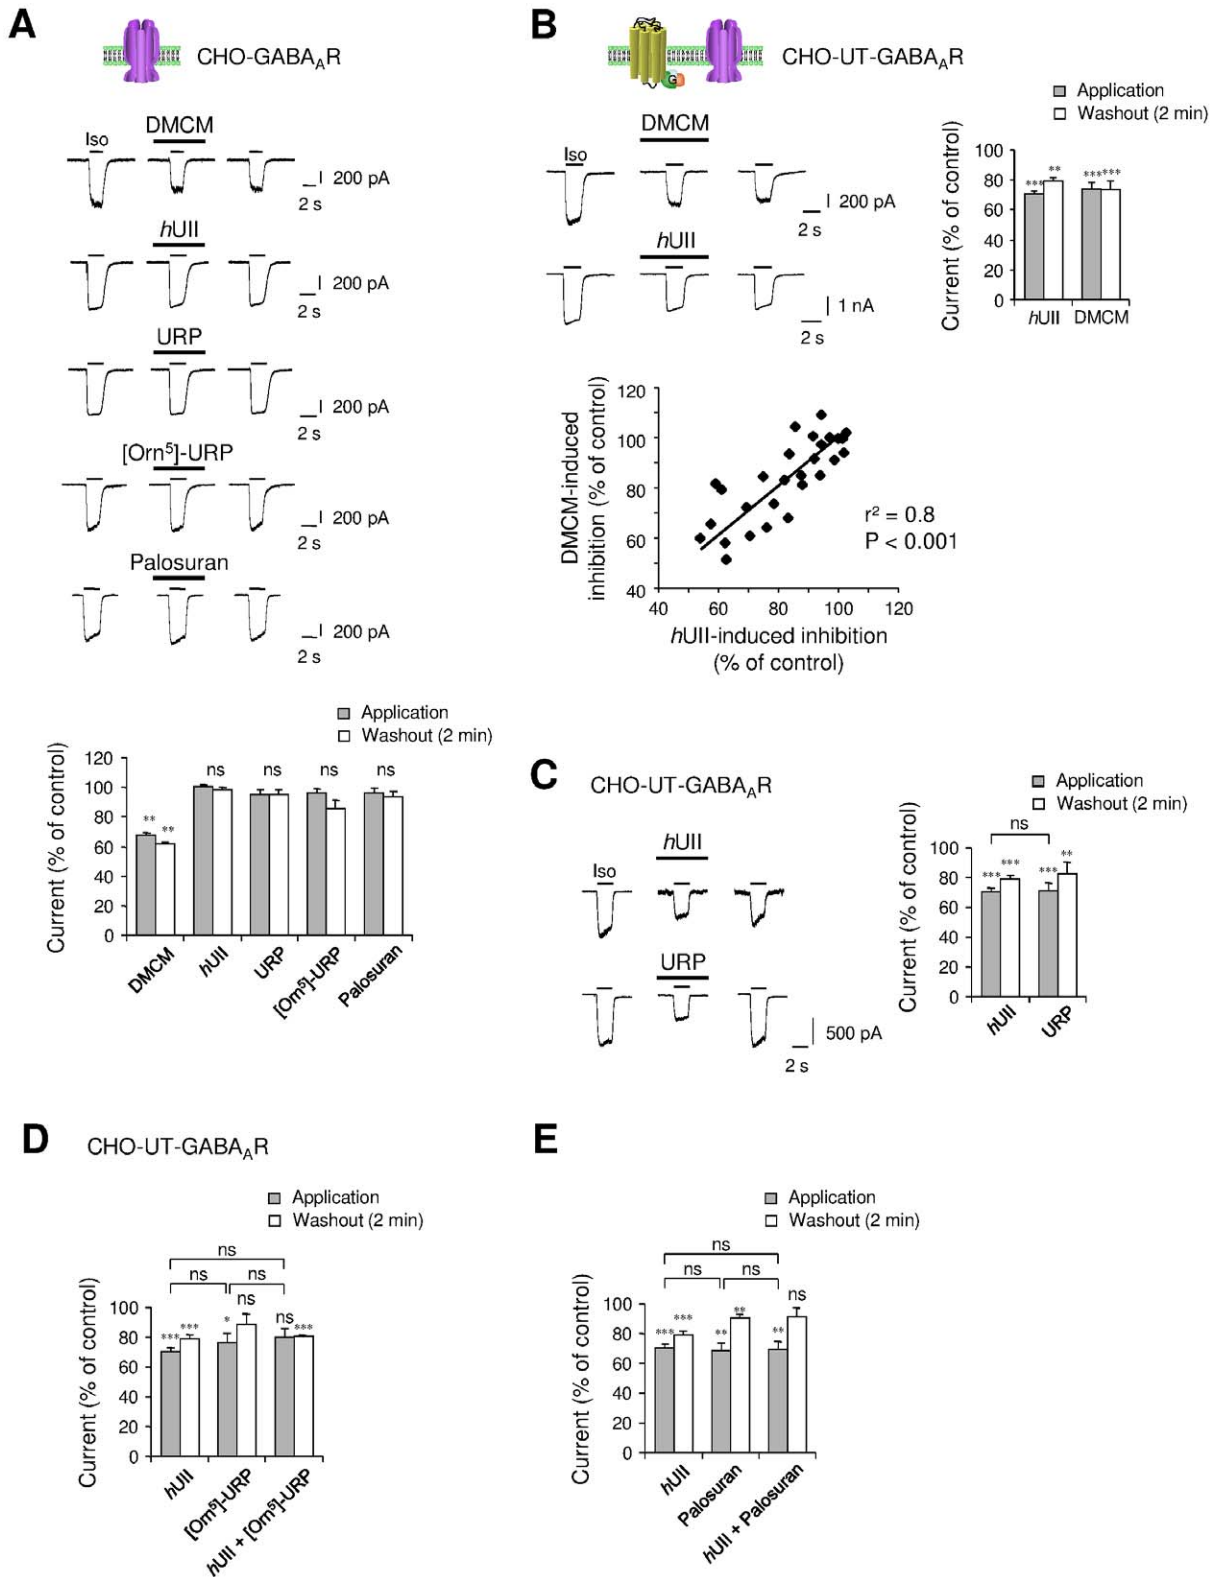 A
CHO-GABA_AR
DMCM
Iso
200 pA
2 s
hUII
200 pA
2 s
URP
200 pA
2 s
[Orn⁵]-URP
200 pA
2 s
Palosuran
200 pA
2 s
Application
Washout (2 min)
Current (% of control)
120
100
80
60
40
20
0
** ** ns ns ns ns
DMCM hUII URP [Orn⁵]-URP Palosuran
B
G
CHO-UT-GABA_AR
DMCM
Iso
200 pA
2 s
hUII
1 nA
2 s
Application
Washout (2 min)
Current (% of control)
100
80
60
40
20
0
*** ** *** ***
hUII DMCM
DMCM-induced
inhibition (% of control)
120
100
80
60
40
r² = 0.8
P < 0.001
40 60 80 100 120
hUII-induced inhibition
(% of control)
C
CHO-UT-GABA_AR
hUII
Iso
URP
500 pA
2 s
Application
Washout (2 min)
Current (% of control)
ns
100
80
60
40
20
0
*** *** *** **
hUII URP
D
CHO-UT-GABA_AR
Application
Washout (2 min)
Current (% of control)
ns
ns ns
100
80
60
40
20
0
*** *** * ns ns ***
hUII [Orn⁵]-URP hUII + [Orn⁵]-URP
E
Application
Washout (2 min)
Current (% of control)
ns
ns ns
100
80
60
40
20
0
*** *** ** ** ** ns
hUII Palosuran hUII + Palosuran